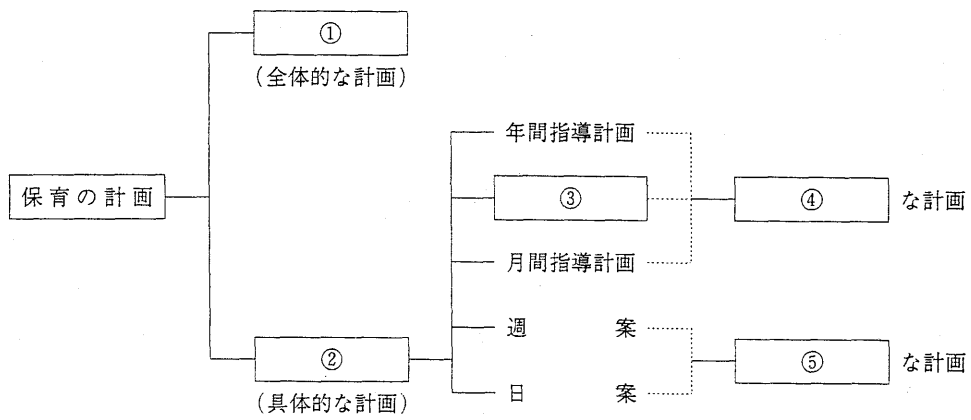 ①
(全体的な計画)
年間指導計画
保育の計画
③
④ な計画
月間指導計画
週 案
②
⑤ な計画
(具体的な計画)
日 案